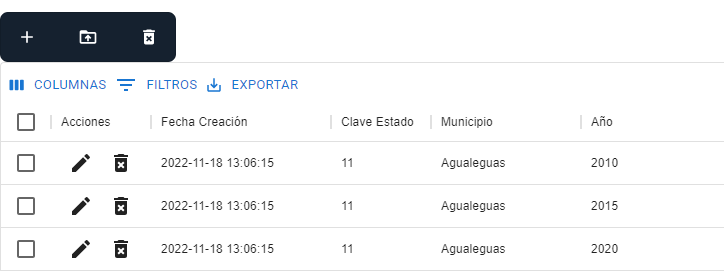 COLUMNAS FILTROS EXPORTAR
Acciones Fecha Creación Clave Estado Municipio Año
2022-11-18 13:06:15 11 Agualeguas 2010
2022-11-18 13:06:15 11 Agualeguas 2015
2022-11-18 13:06:15 11 Agualeguas 2020